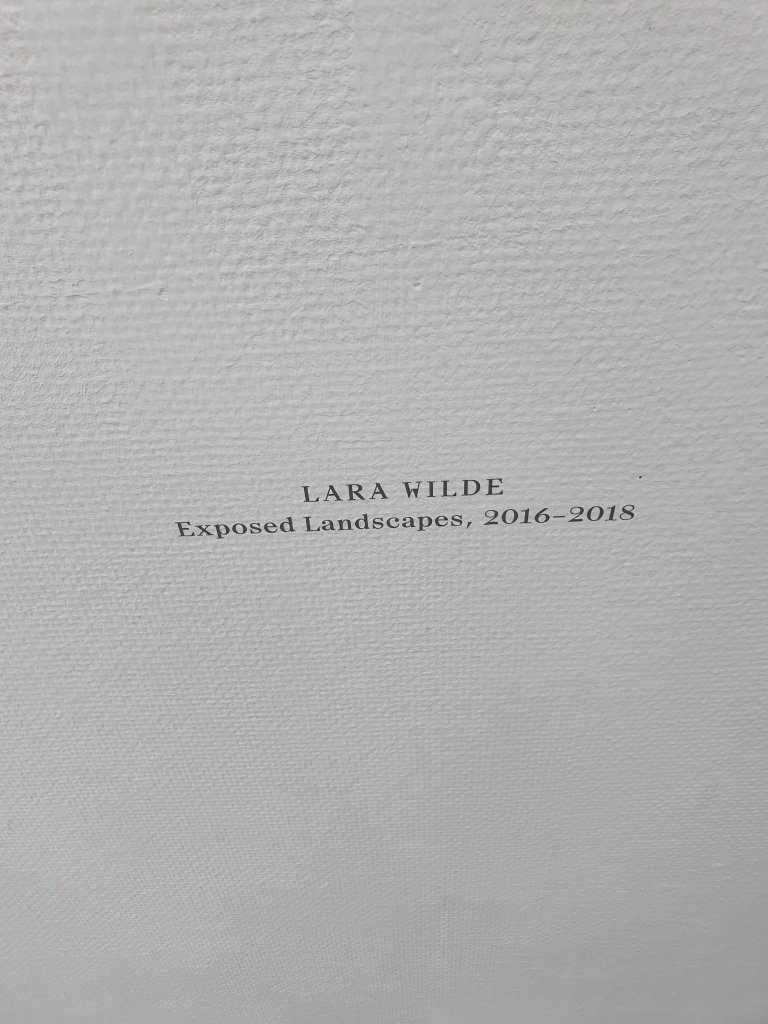 LARA WILDE
Exposed Landscapes, 2016–2018